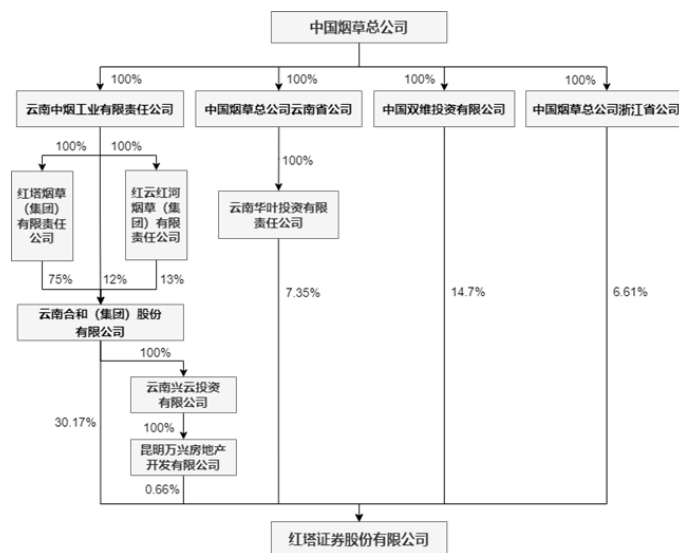 中国烟草总公司
100%
100%
100%
100%
云南中烟工业有限责任公司
中国烟草总公司云南省公司
中国双维投资有限公司
中国烟草总公司浙江省公司
100%
100%
100%
红塔烟草
（集团）
有限责任
公司
红云红河
烟草（集
团）有限
责任公司
云南华叶投资有限
责任公司
75%
12%
13%
7.35%
14.7%
6.61%
云南合和（集团）股份
有限公司
100%
云南兴云投资
有限公司
30.17%
100%
昆明万兴房地产
开发有限公司
0.66%
红塔证券股份有限公司